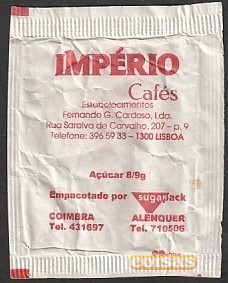 IMPÉRIO
Cafés
Estabelecimentos
Fernando G. Cardoso, Lda.
Rua Saraiva de Carvalho, 207 - p. 9
Telefone: 396 59 33 - 1300 LISBOA
Açúcar 8/9g
Empacotado por sugarpack
COIMBRA ALENQUER
Tel. 431697 Tel. 710506
coisas